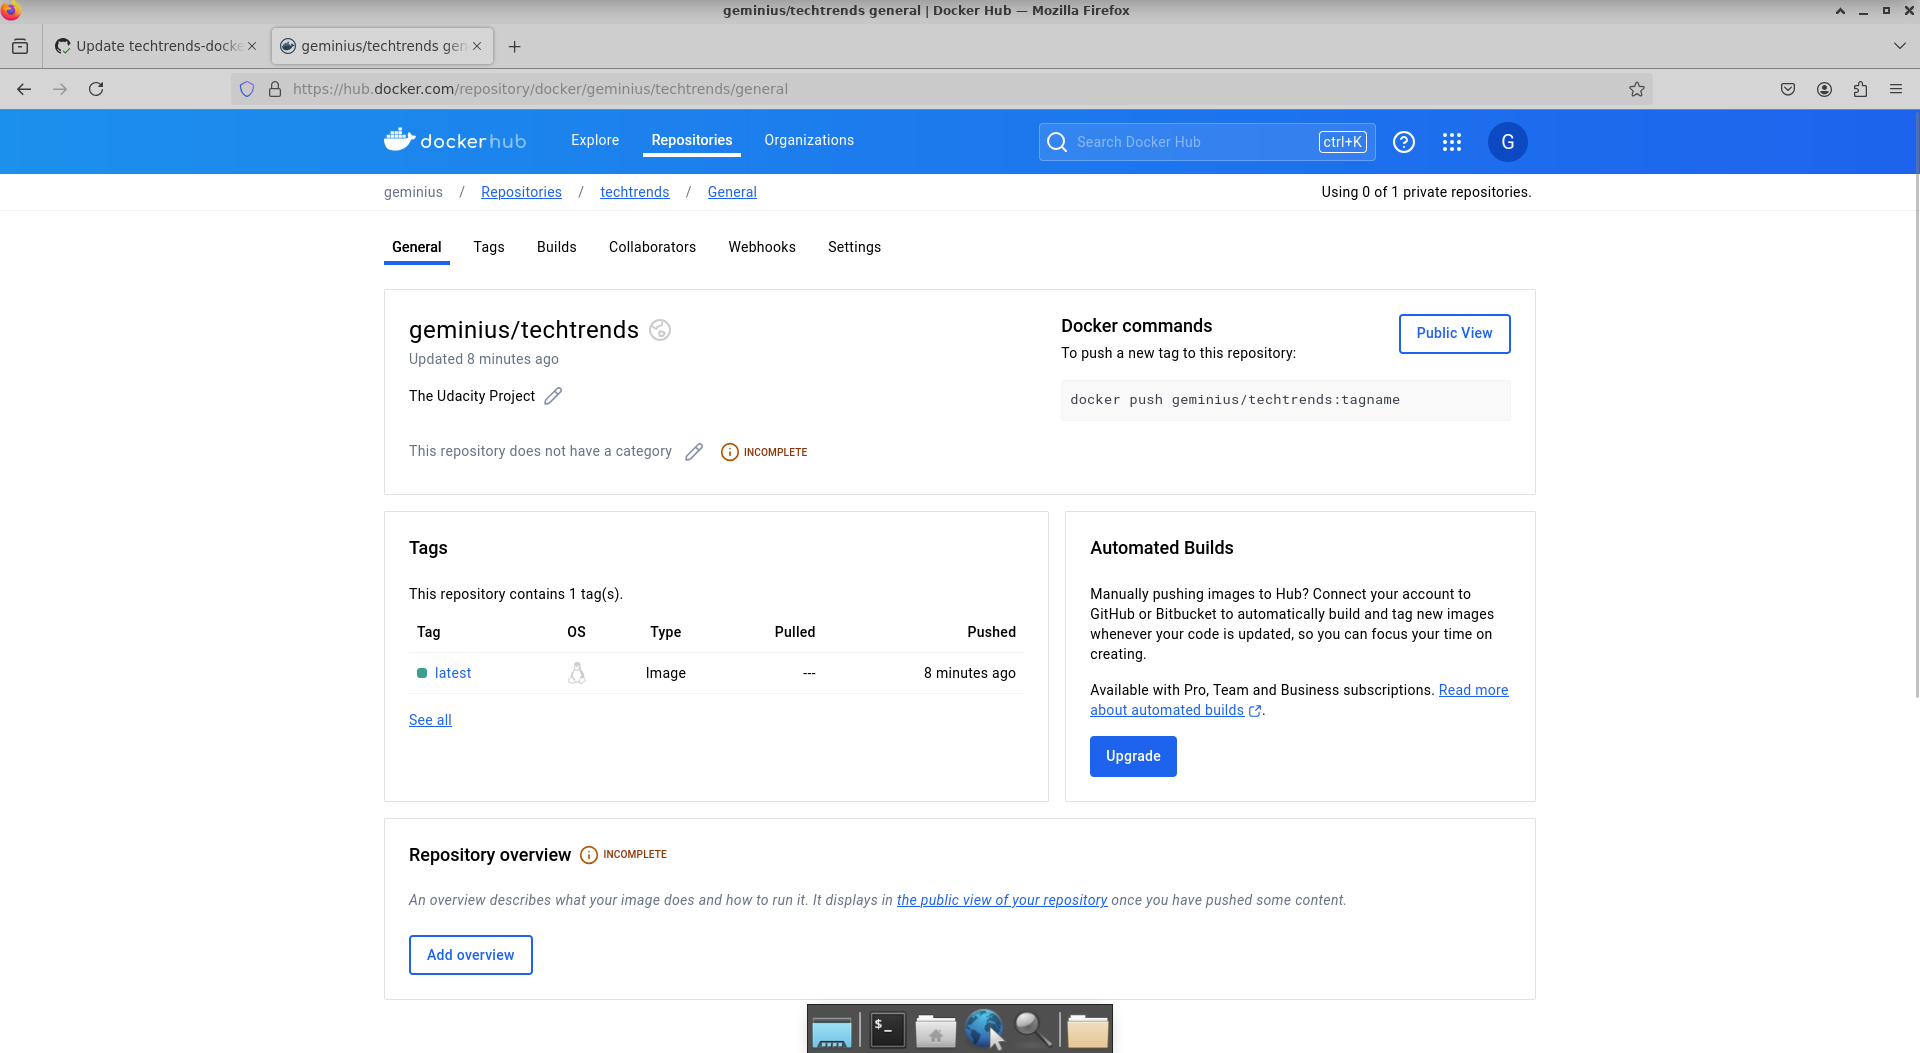 geminius/techtrends general | Docker Hub — Mozilla Firefox
Update techtrends-docke
geminius/techtrends gen
https://hub.docker.com/repository/docker/geminius/techtrends/general
dockerhub
Explore
Repositories
Organizations
Search Docker Hub
ctrl+K
G
geminius / Repositories / techtrends / General
Using 0 of 1 private repositories.
General
Tags
Builds
Collaborators
Webhooks
Settings
geminius/techtrends
Updated 8 minutes ago
The Udacity Project
This repository does not have a category
INCOMPLETE
Docker commands
To push a new tag to this repository:
Public View
docker push geminius/techtrends:tagname
Tags
This repository contains 1 tag(s).
Tag OS Type Pulled Pushed
latest Image --- 8 minutes ago
See all
Automated Builds
Manually pushing images to Hub? Connect your account to
GitHub or Bitbucket to automatically build and tag new images
whenever your code is updated, so you can focus your time on
creating.
Available with Pro, Team and Business subscriptions. Read more
about automated builds .
Upgrade
Repository overview
INCOMPLETE
An overview describes what your image does and how to run it. It displays in the public view of your repository once you have pushed some content.
Add overview
$_